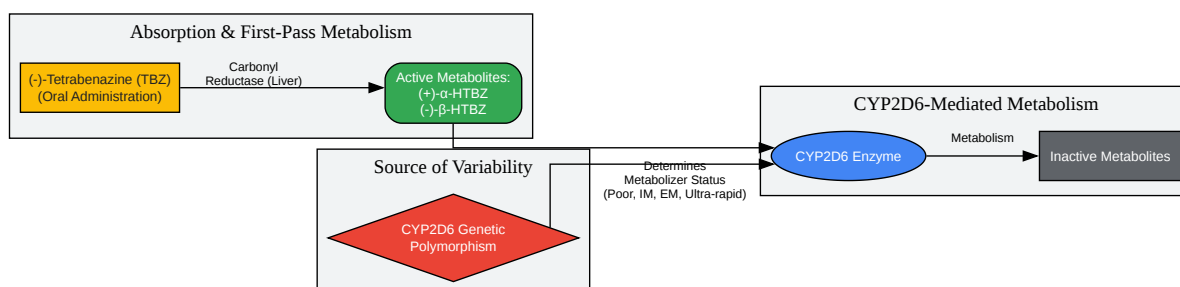 Absorption & First-Pass Metabolism
(-)-Tetrabenazine (TBZ)
(Oral Administration)
Carbonyl
Reductase (Liver)
Active Metabolites:
(+)-α-HTBZ
(-)-β-HTBZ
Source of Variability
CYP2D6 Genetic
Polymorphism
Determines
Metabolizer Status
(Poor, IM, EM, Ultra-rapid)
CYP2D6-Mediated Metabolism
CYP2D6 Enzyme
Metabolism
Inactive Metabolites